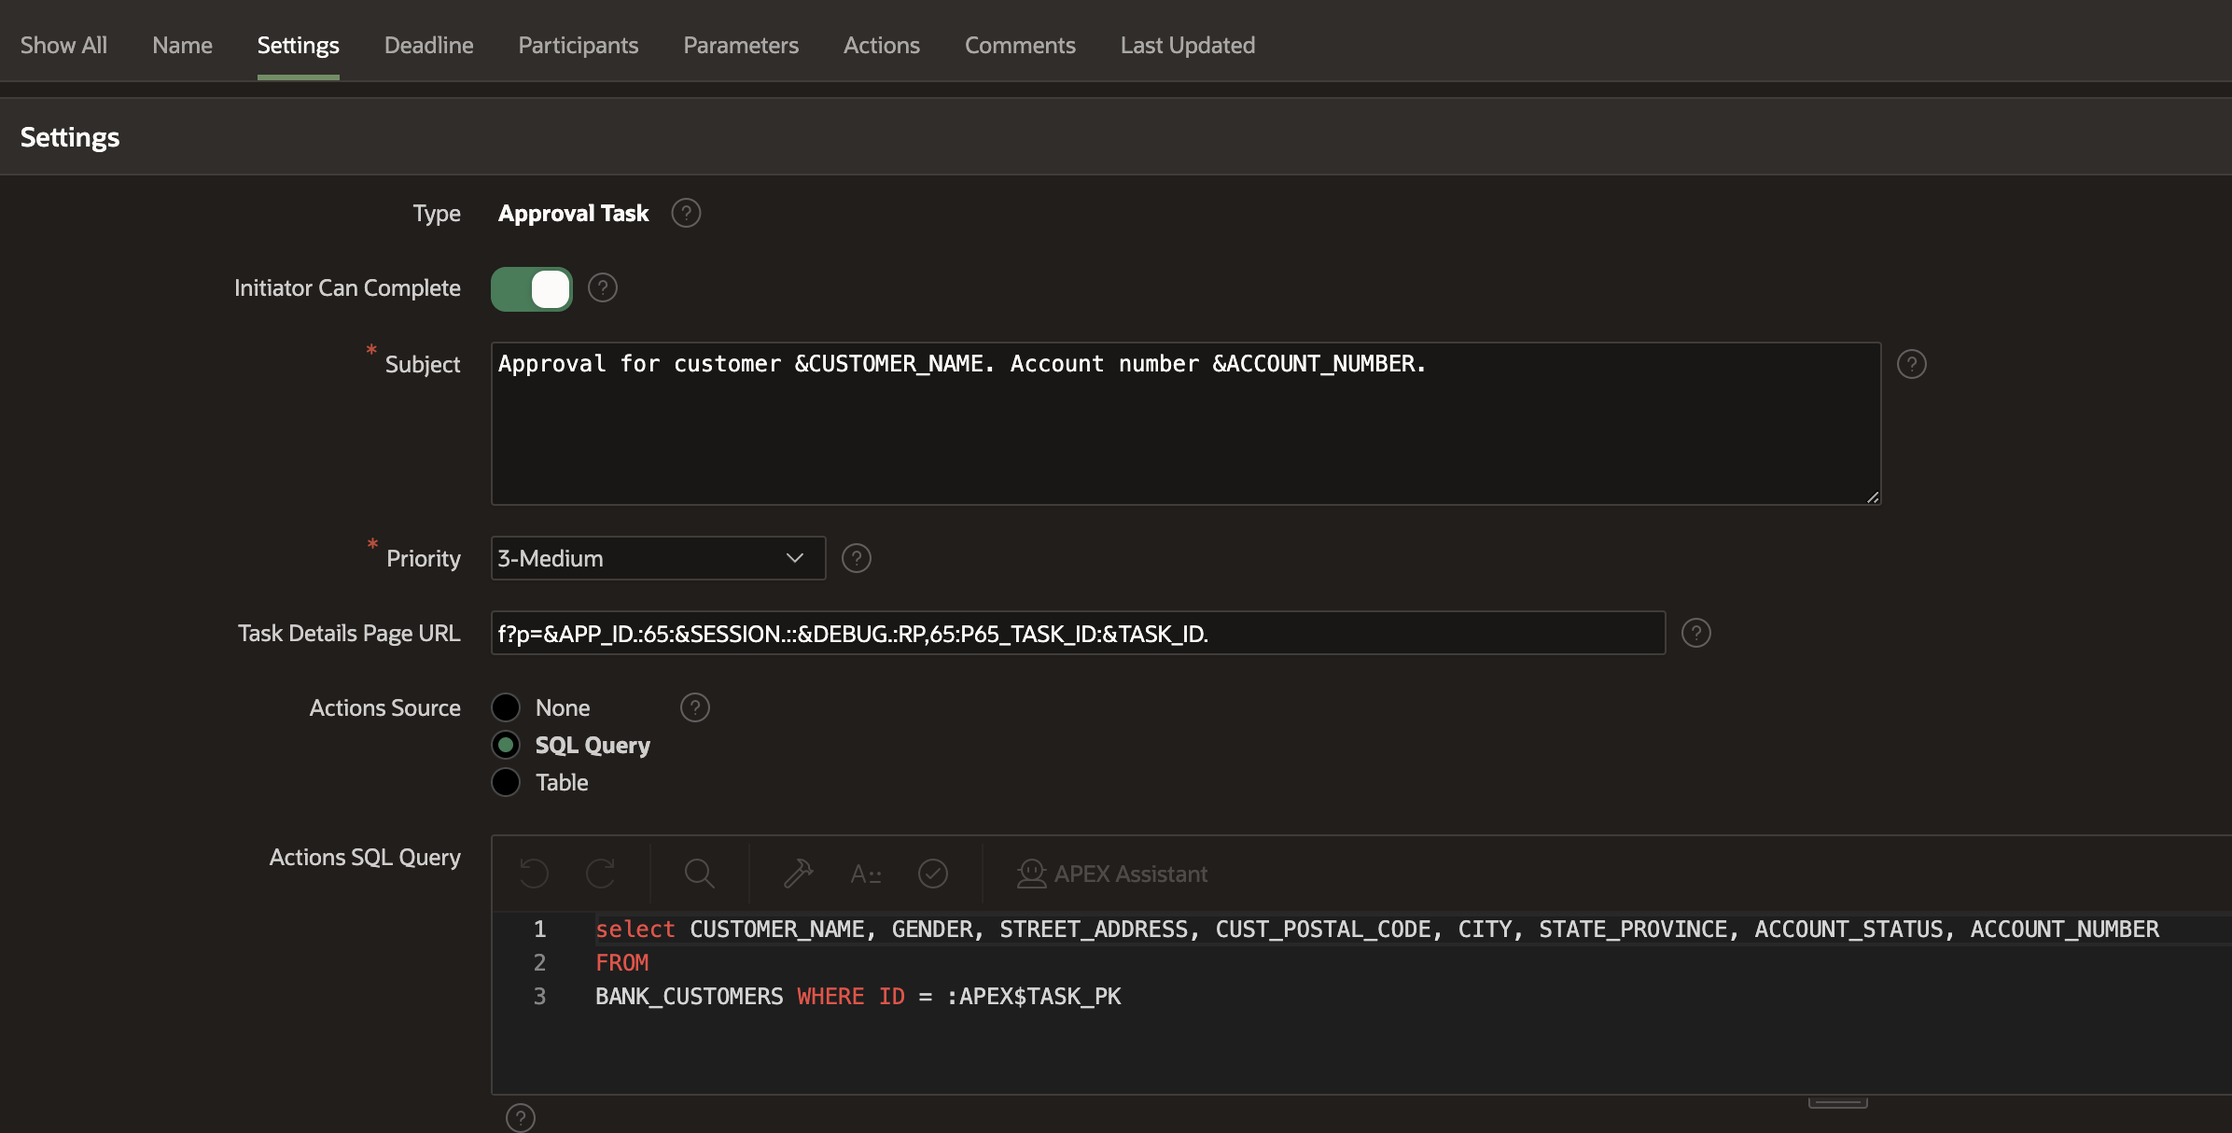 Show All Name Settings Deadline Participants Parameters Actions Comments Last Updated
Settings
Type Approval Task ?
Initiator Can Complete ?
* Subject Approval for customer &CUSTOMER_NAME. Account number &ACCOUNT_NUMBER. ?
* Priority 3-Medium ?
Task Details Page URL f?p=&APP_ID.:65:&SESSION.::&DEBUG.:RP,65:P65_TASK_ID:&TASK_ID. ?
Actions Source None ?
SQL Query
Table
Actions SQL Query APEX Assistant
1 select CUSTOMER_NAME, GENDER, STREET_ADDRESS, CUST_POSTAL_CODE, CITY, STATE_PROVINCE, ACCOUNT_STATUS, ACCOUNT_NUMBER
2 FROM
3 BANK_CUSTOMERS WHERE ID = :APEX$TASK_PK
?